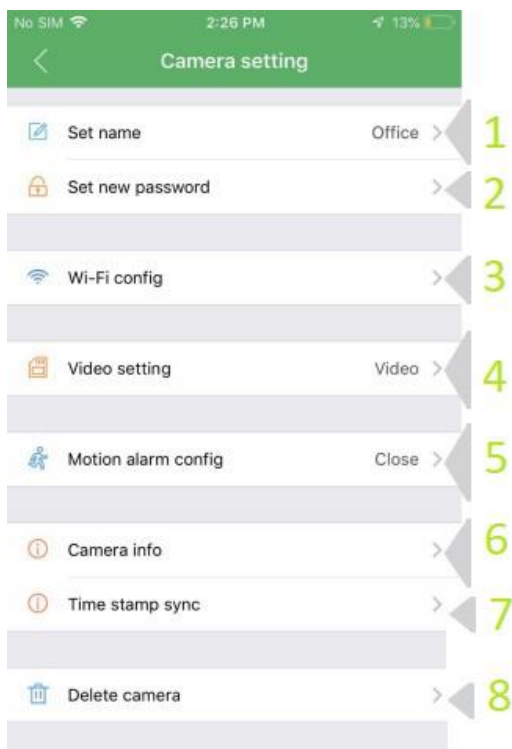 No SIM 2:26 PM 13%
Camera setting
Set name Office > 1
Set new password > 2
Wi-Fi config > 3
Video setting Video > 4
Motion alarm config Close > 5
Camera info > 6
Time stamp sync > 7
Delete camera > 8